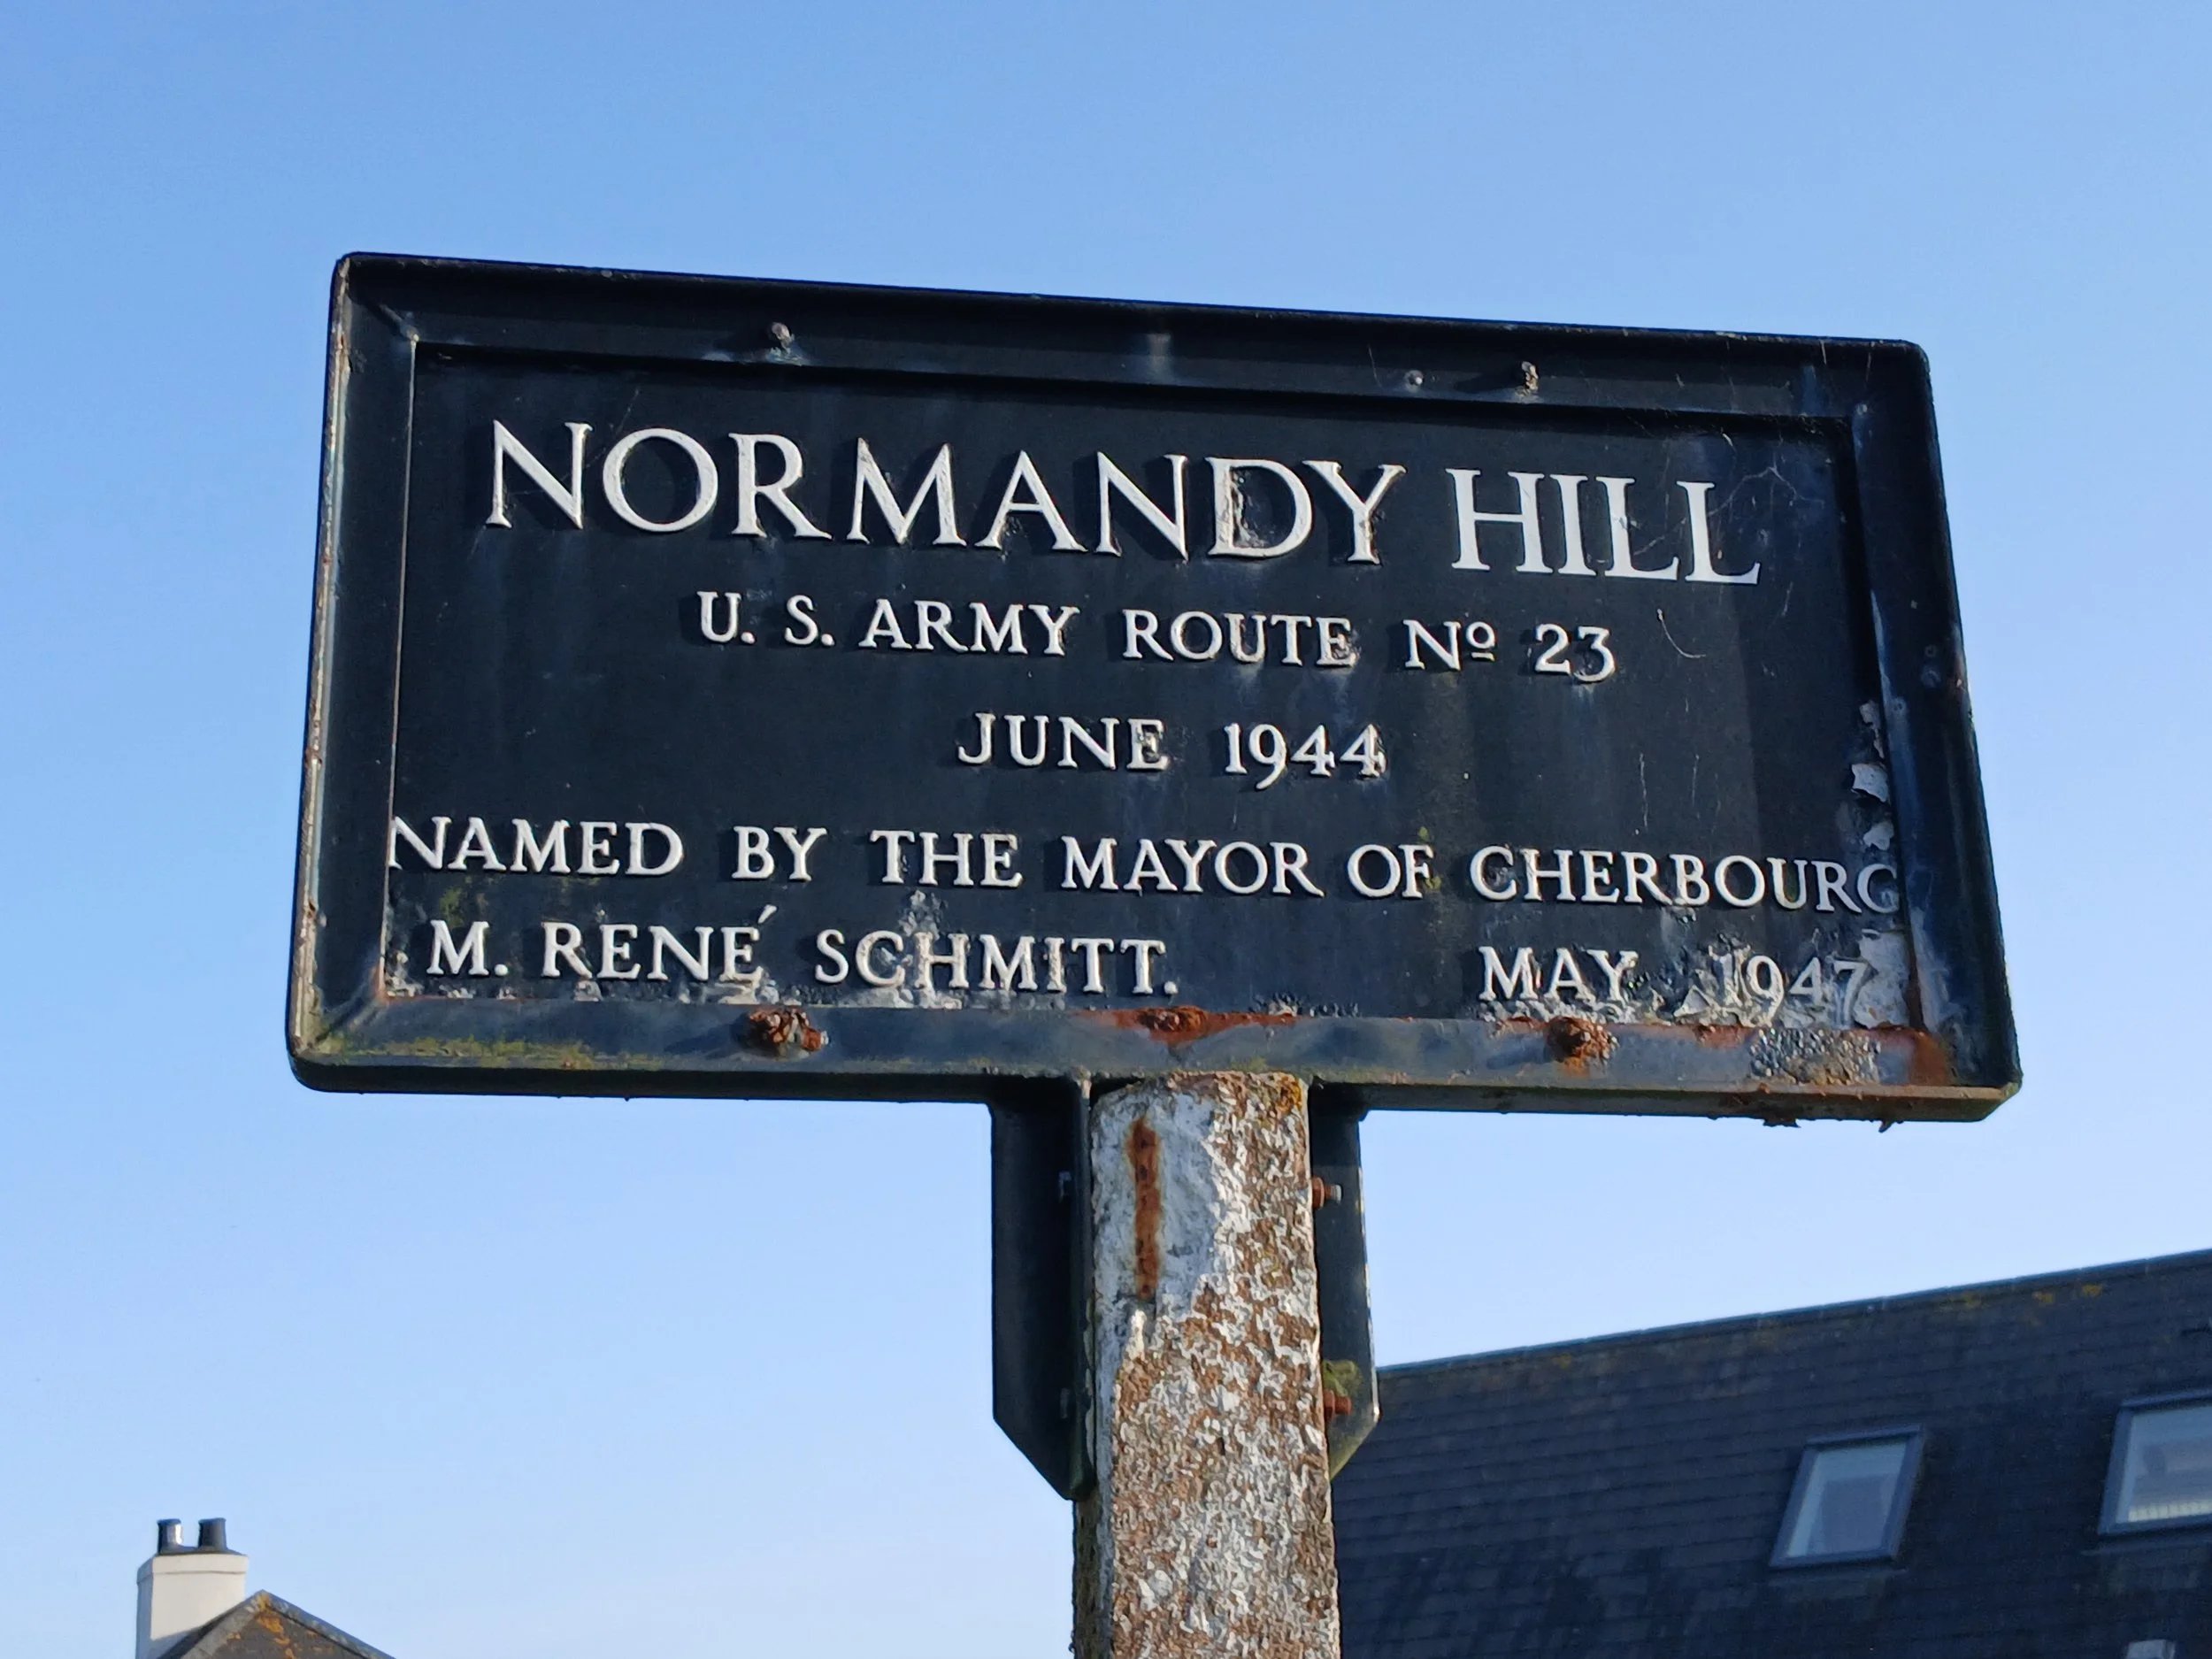 NORMANDY HILL
U. S. ARMY ROUTE Nº 23
JUNE 1944
NAMED BY THE MAYOR OF CHERBOURG
M. RENÉ SCHMITT. MAY 1947